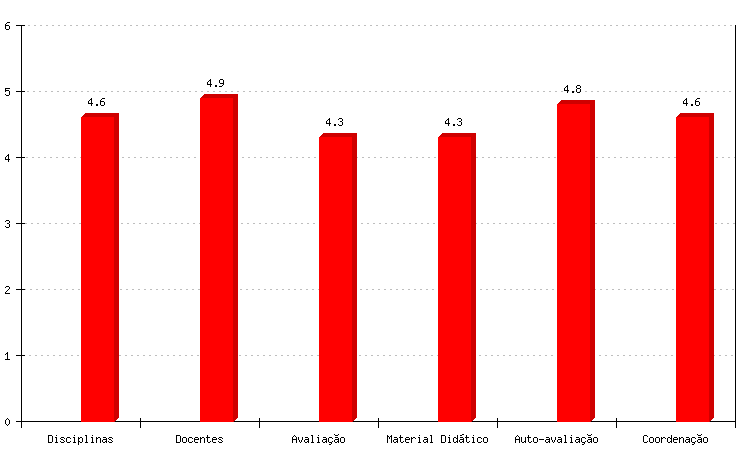 6
5
4
3
2
1
0
4.6
4.9
4.3
4.3
4.8
4.6
Disciplinas
Docentes
Avaliação
Material Didático
Auto-avaliação
Coordenação